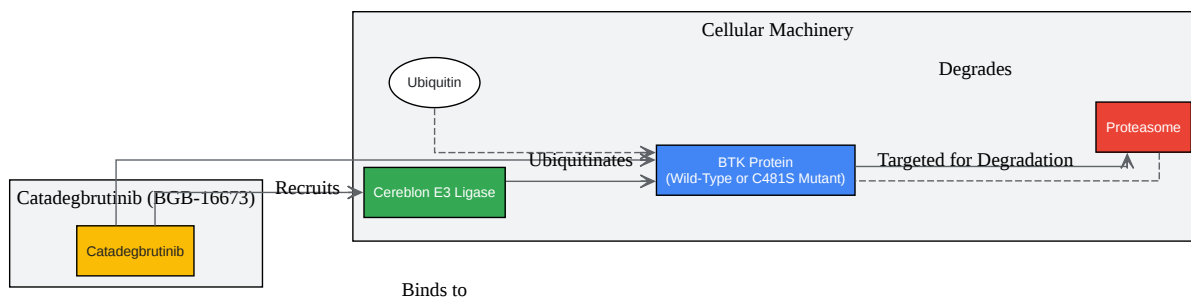 Cellular Machinery
Degrades
Ubiquitin
Proteasome
Ubiquitinates
BTK Protein
(Wild-Type or C481S Mutant)
Targeted for Degradation
Recruits
Cereblon E3 Ligase
Catadegbrutinib (BGB-16673)
Catadegbrutinib
Binds to